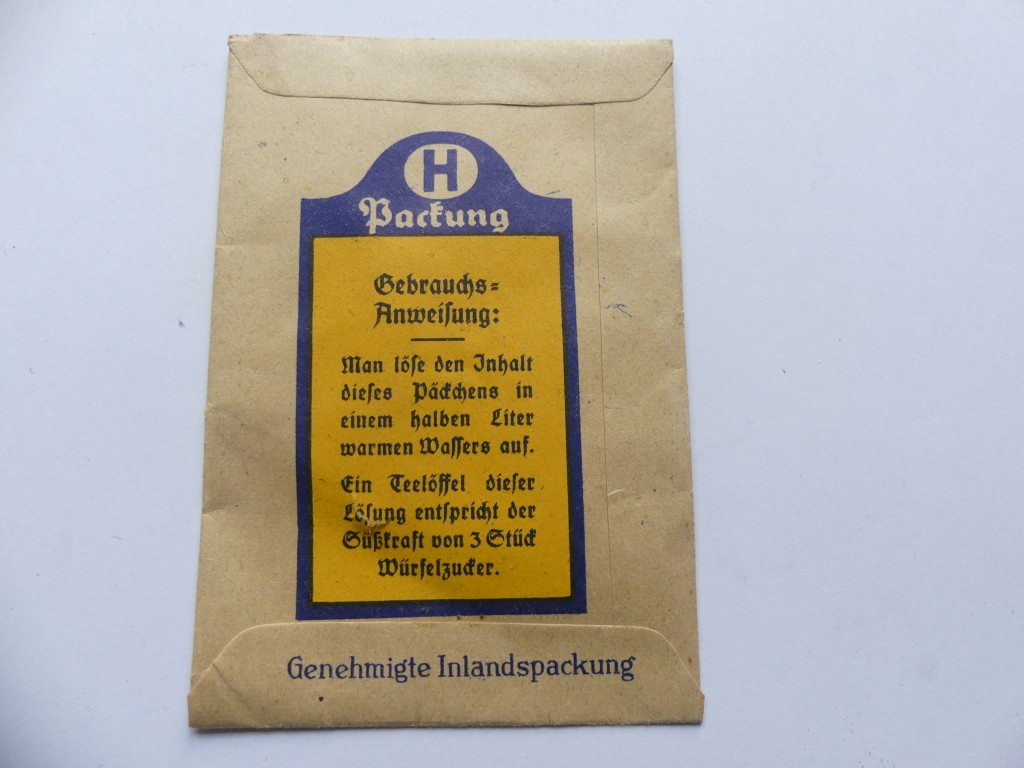 H
Packung
Gebrauchs=
Anweisung:
Man löse den Inhalt
dieses Päckchens in
einem halben Liter
warmen Wassers auf.
Ein Teelöffel dieser
Lösung entspricht der
Süßkraft von 3 Stück
Würfelzucker.
Genehmigte Inlandspackung